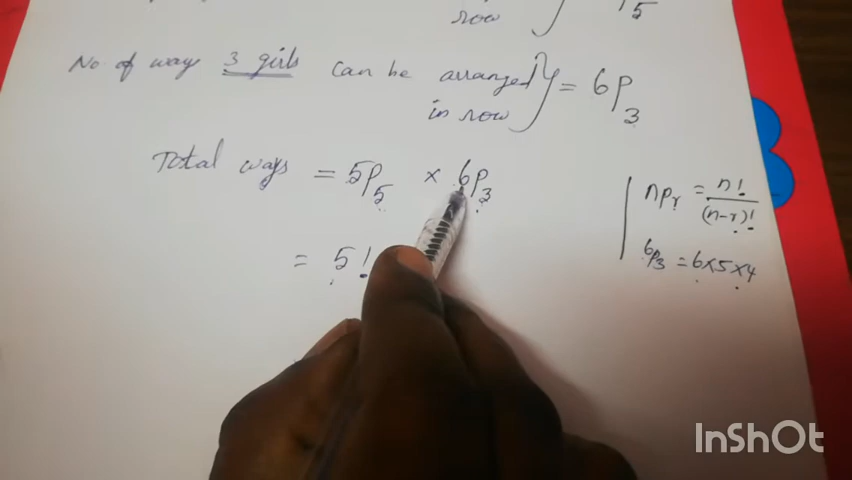 row } P5
No. of way 3 girls can be arranged } = 6P3
in row
Total ways = 5P5 × 6P3
= 5!
nPr = n! / (n-r)!
6P3 = 6×5×4
InShOt